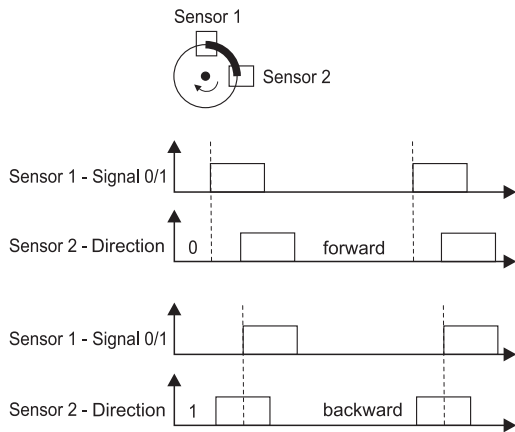 Sensor 1
Sensor 2
Sensor 1 - Signal 0/1
Sensor 2 - Direction 0 forward
Sensor 1 - Signal 0/1
Sensor 2 - Direction 1 backward